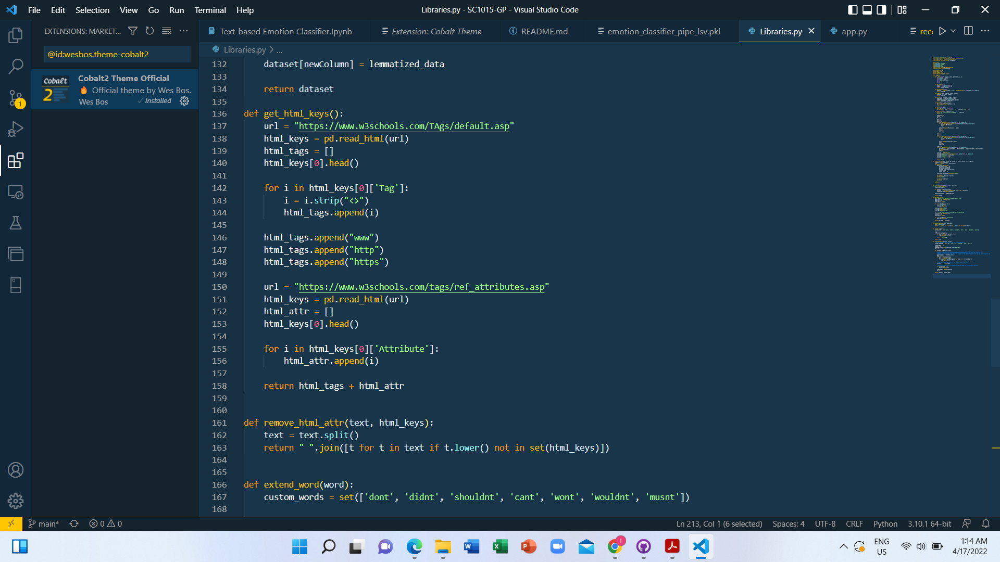 File Edit Selection View Go Run Terminal Help
Libraries.py - SC1015-GP - Visual Studio Code
EXTENSIONS: MARKET...
@id:wesbos.theme-cobalt2
Cobalt 2
Cobalt2 Theme Official
Official theme by Wes Bos.
Wes Bos Installed
1
Text-based Emotion Classifier.Ipynb Extension: Cobalt Theme README.md emotion_classifier_pipe_lsv.pkl Libraries.py app.py rec
Libraries.py > ...
132 dataset[newColumn] = lemmatized_data
133
134 return dataset
135
136 def get_html_keys():
137 url = "https://www.w3schools.com/TAgs/default.asp"
138 html_keys = pd.read_html(url)
139 html_tags = []
140 html_keys[0].head()
141
142 for i in html_keys[0]['Tag']:
143 i = i.strip("<>")
144 html_tags.append(i)
145
146 html_tags.append("www")
147 html_tags.append("http")
148 html_tags.append("https")
149
150 url = "https://www.w3schools.com/tags/ref_attributes.asp"
151 html_keys = pd.read_html(url)
152 html_attr = []
153 html_keys[0].head()
154
155 for i in html_keys[0]['Attribute']:
156 html_attr.append(i)
157
158 return html_tags + html_attr
159
160
161 def remove_html_attr(text, html_keys):
162 text = text.split()
163 return " ".join([t for t in text if t.lower() not in set(html_keys)])
164
165
166 def extend_word(word):
167 custom_words = set(['dont', 'didnt', 'shouldnt', 'cant', 'wont', 'wouldnt', 'musnt'])
168
main* 0 0
Ln 213, Col 1 (6 selected) Spaces: 4 UTF-8 CRLF Python 3.10.1 64-bit
ENG US
1:14 AM
4/17/2022